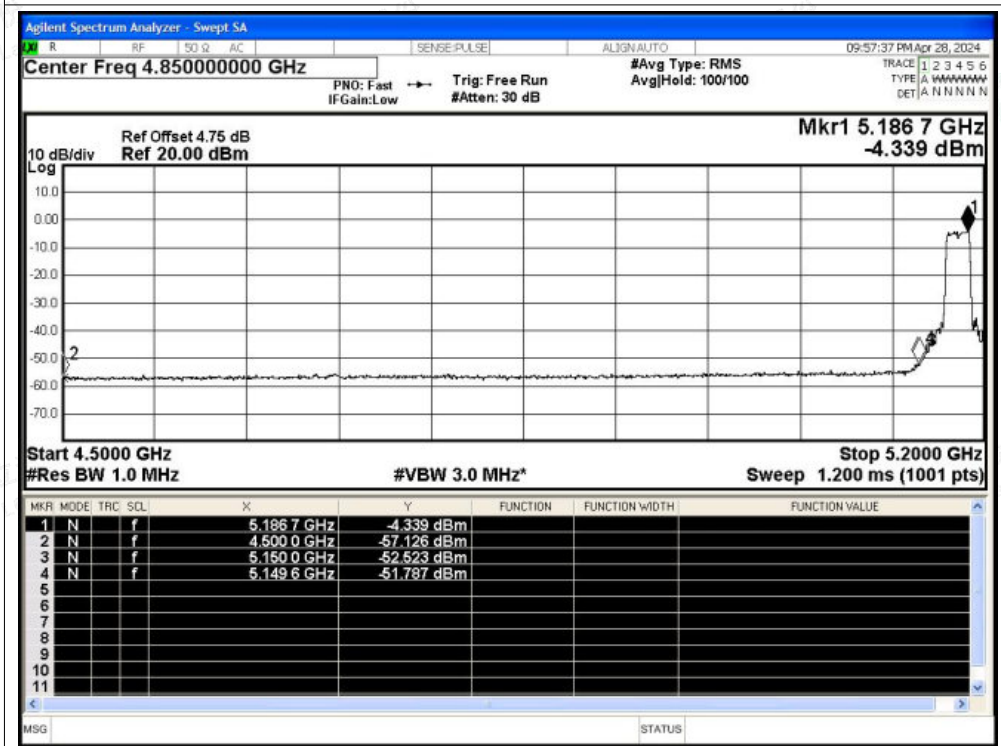 Agilent Spectrum Analyzer - Swept SA
LXI R RF 50 Ω AC SENSE:PULSE ALIGN AUTO 09:57:37 PM Apr 28, 2024
Center Freq 4.850000000 GHz #Avg Type: RMS TRACE 1 2 3 4 5 6
PNO: Fast Trig: Free Run Avg|Hold: 100/100 TYPE A WWWWW
IFGain:Low #Atten: 30 dB DET A N N N N N
Mkr1 5.186 7 GHz
Ref Offset 4.75 dB
10 dB/div Ref 20.00 dBm -4.339 dBm
Log
10.0
1
0.00
-10.0
-20.0
-30.0
-40.0
-50.0 2
-60.0
-70.0
Start 4.5000 GHz Stop 5.2000 GHz
#Res BW 1.0 MHz #VBW 3.0 MHz* Sweep 1.200 ms (1001 pts)
MKR MODE TRC SCL X Y FUNCTION FUNCTION WIDTH FUNCTION VALUE
1 N f 5.186 7 GHz -4.339 dBm
2 N f 4.500 0 GHz -57.126 dBm
3 N f 5.150 0 GHz -52.523 dBm
4 N f 5.149 6 GHz -51.787 dBm
5
6
7
8
9
10
11
MSG STATUS